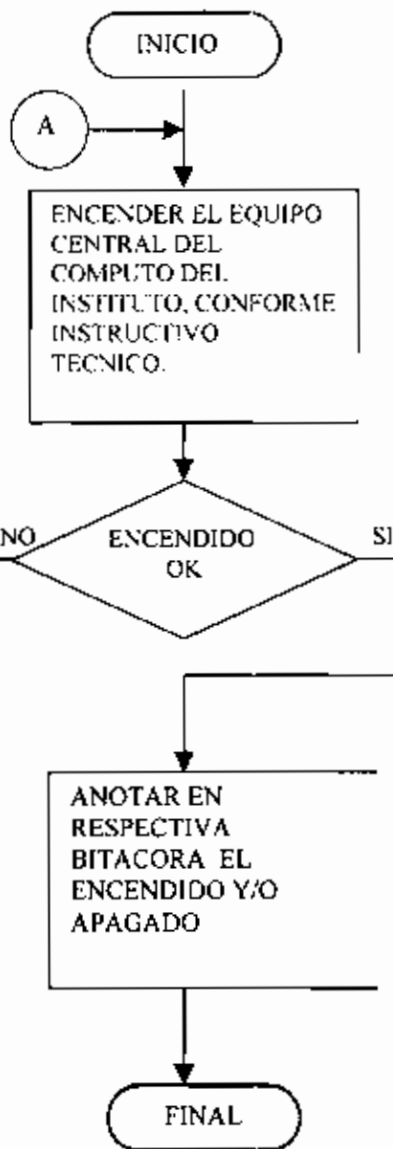 INICIO
A
ENCENDER EL EQUIPO
CENTRAL DEL
COMPUTO DEL
INSTITUTO, CONFORME
INSTRUCTIVO
TECNICO.
NO
ENCENDIDO
OK
SI
ANOTAR EN
RESPECTIVA
BITACORA EL
ENCENDIDO Y/O
APAGADO
FINAL